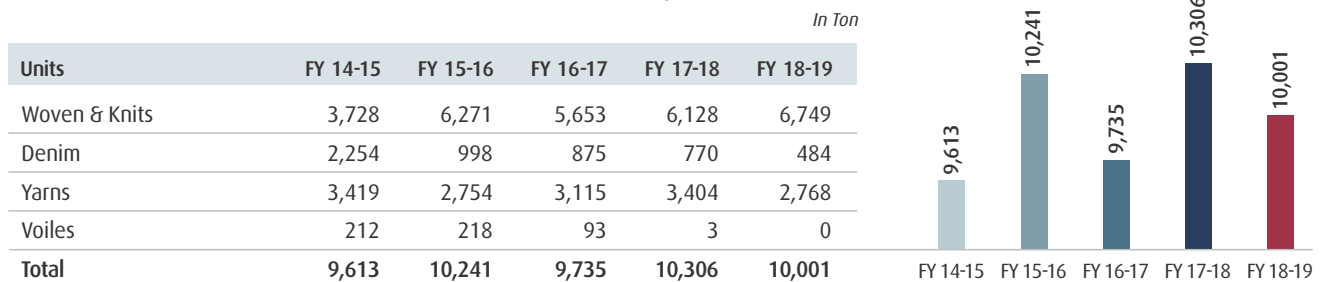 In Ton
Units FY 14-15 FY 15-16 FY 16-17 FY 17-18 FY 18-19
Woven & Knits 3,728 6,271 5,653 6,128 6,749
Denim 2,254 998 875 770 484
Yarns 3,419 2,754 3,115 3,404 2,768
Voiles 212 218 93 3 0
Total 9,613 10,241 9,735 10,306 10,001
9,613
10,241
9,735
10,306
10,001
FY 14-15 FY 15-16 FY 16-17 FY 17-18 FY 18-19